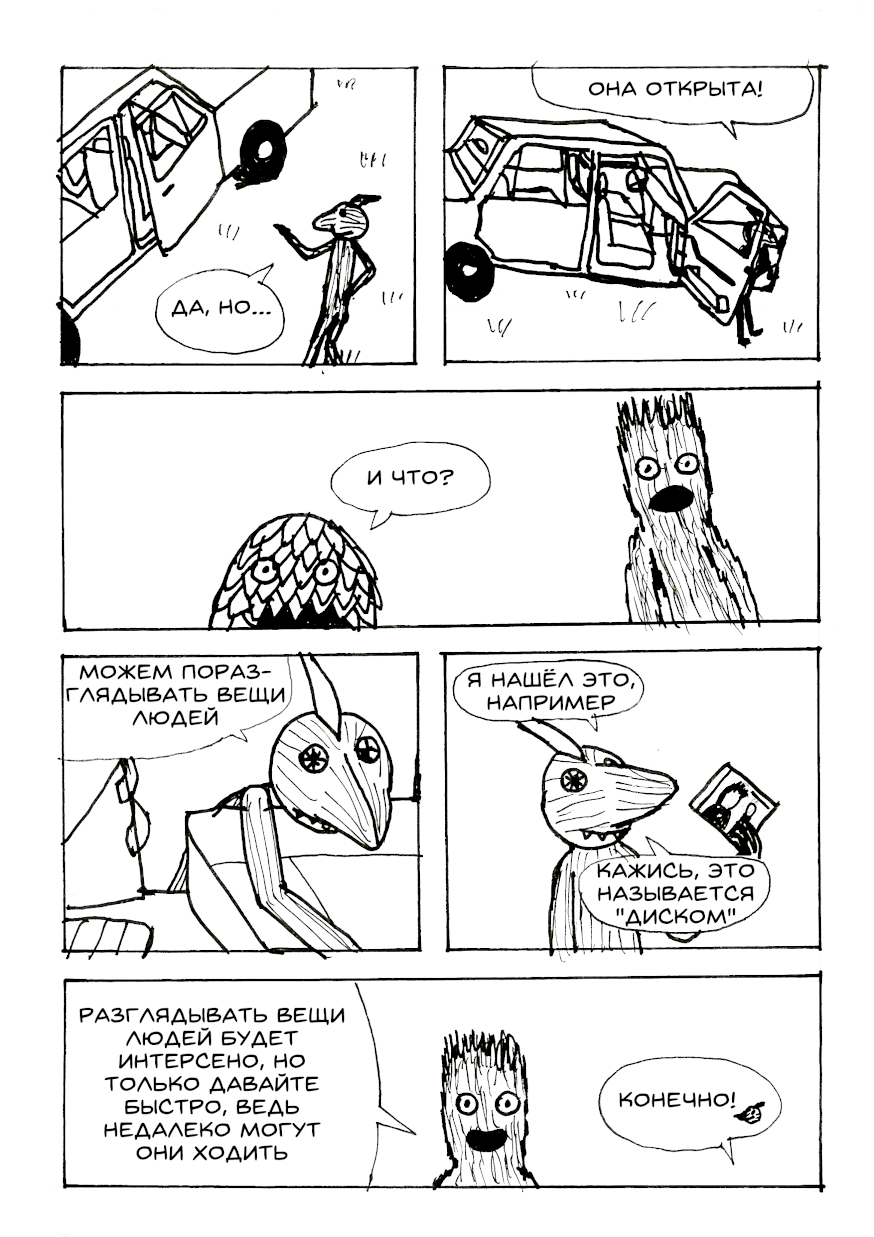 ДА, НО...
ОНА ОТКРЫТА!
И ЧТО?
МОЖЕМ ПОРАЗ-
ГЛЯДЫВАТЬ ВЕЩИ
ЛЮДЕЙ
Я НАШЁЛ ЭТО,
НАПРИМЕР
КАЖИСЬ, ЭТО
НАЗЫВАЕТСЯ
"ДИСКОМ"
РАЗГЛЯДЫВАТЬ ВЕЩИ
ЛЮДЕЙ БУДЕТ
ИНТЕРСЕНО, НО
ТОЛЬКО ДАВАЙТЕ
БЫСТРО, ВЕДЬ
НЕДАЛЕКО МОГУТ
ОНИ ХОДИТЬ
КОНЕЧНО!